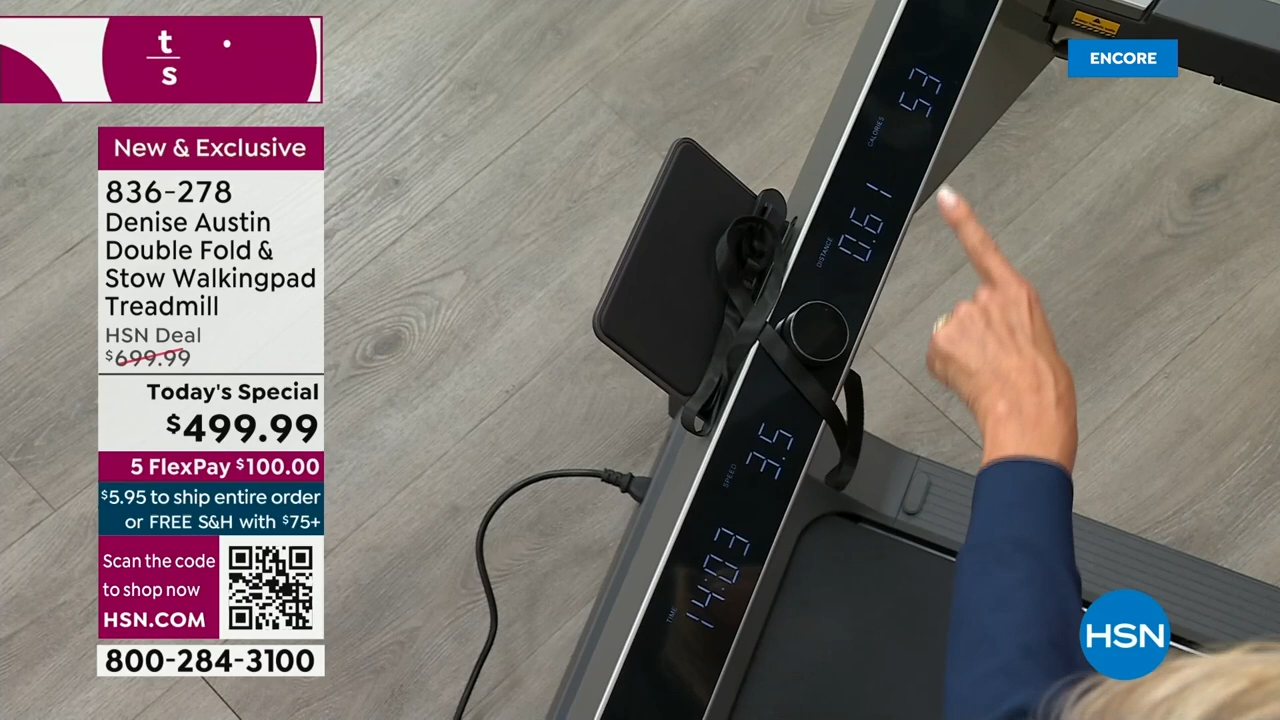 t
s
New & Exclusive
836-278
Denise Austin
Double Fold &
Stow Walkingpad
Treadmill
HSN Deal
$699.99
Today's Special
$499.99
5 FlexPay $100.00
$5.95 to ship entire order
or FREE S&H with $75+
Scan the code
to shop now
HSN.COM
800-284-3100
ENCORE
CALORIES 53
DISTANCE 0.61
SPEED 3.5
TIME 14:03
HSN